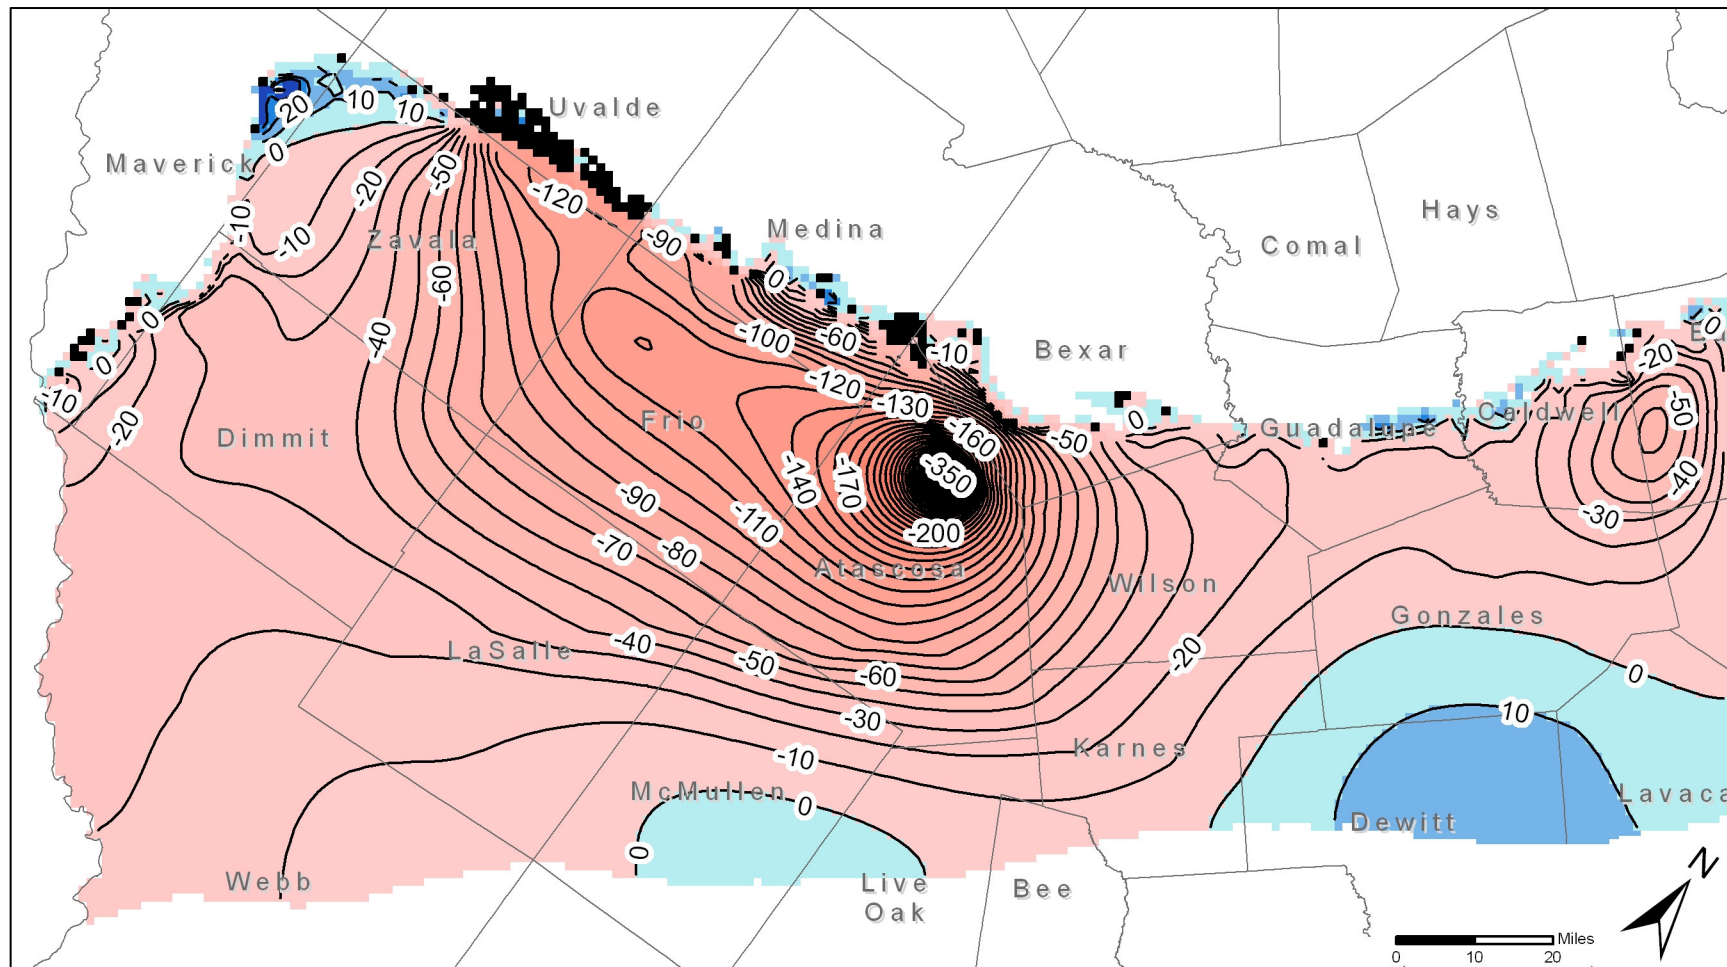 Uvalde
20
10
10
0
Maverick
-50
-20
-120
-10
-10
Zavala
-90
Medina
Hays
Comal
-60
0
0
0
-10
-20
-40
-100
-60
-10
Bexar
0
-20
-50
-120
-130
-160
-50
0
Guadalupe
Caldwell
Dimmit
Frio
-140
-170
-350
-40
-30
-90
-110
-200
-70
-80
Atascosa
Wilson
Gonzales
LaSalle
-40
-50
-60
-20
0
-30
10
-10
Karnes
McMullen
0
Lavaca
Dewitt
0
Webb
Live
Oak
Bee
N
Miles
0
10
20